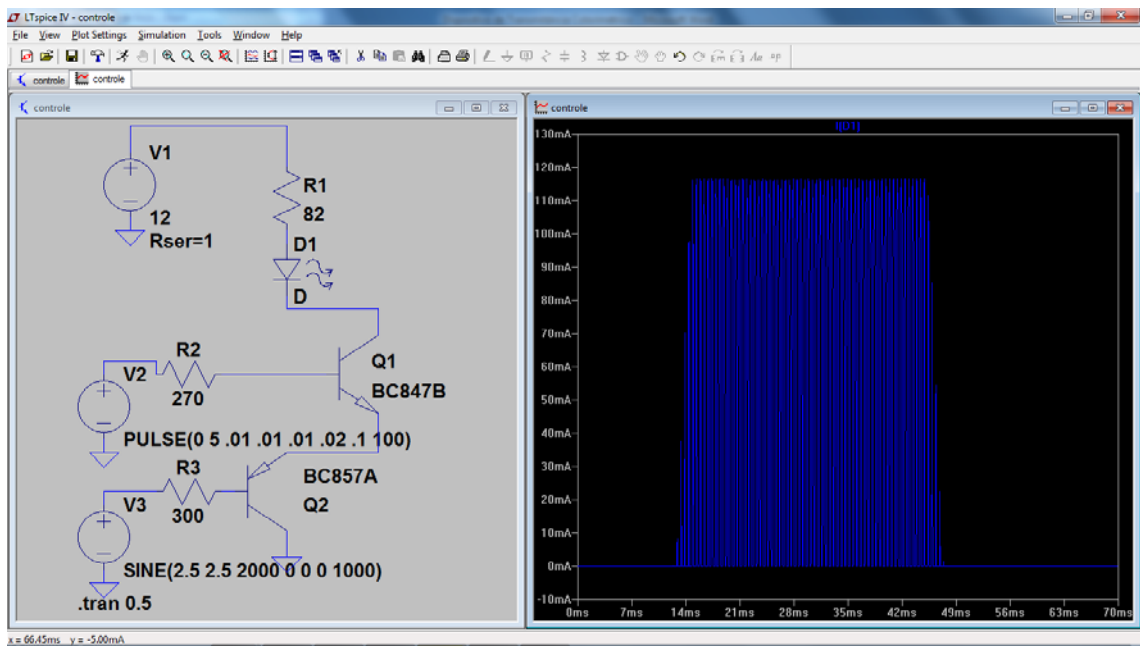 LTspice IV - controle
File View Plot Settings Simulation Tools Window Help
controle controle
controle
V1
12
Rser=1
R1
82
D1
D
R2
270
V2
Q1
BC847B
PULSE(0 5 .01 .01 .01 .02 .1 100)
R3
300
V3
BC857A
Q2
SINE(2.5 2.5 2000 0 0 0 1000)
.tran 0.5
controle
I(D1)
130mA
120mA
110mA
100mA
90mA
80mA
70mA
60mA
50mA
40mA
30mA
20mA
10mA
0mA
-10mA
0ms 7ms 14ms 21ms 28ms 35ms 42ms 49ms 56ms 63ms 70ms
x = 66.45ms y = -5.00mA